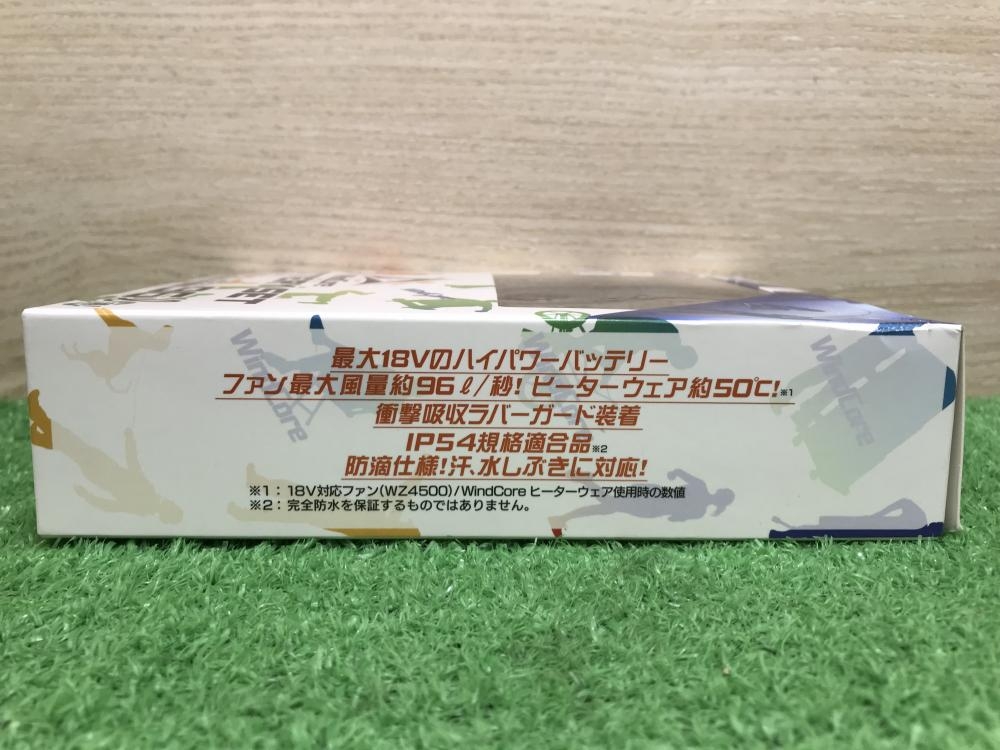 最大18Vのハイパワーバッテリー
ファン最大風量約96ℓ/秒! ヒーターウェア約50℃!※1
衝撃吸収ラバーガード装着
IP54規格適合品※2
防滴仕様!汗、水しぶきに対応!
※1：18V対応ファン(WZ4500)/WindCore ヒーターウェア使用時の数値
※2：完全防水を保証するものではありません。
WindCore
WindCore